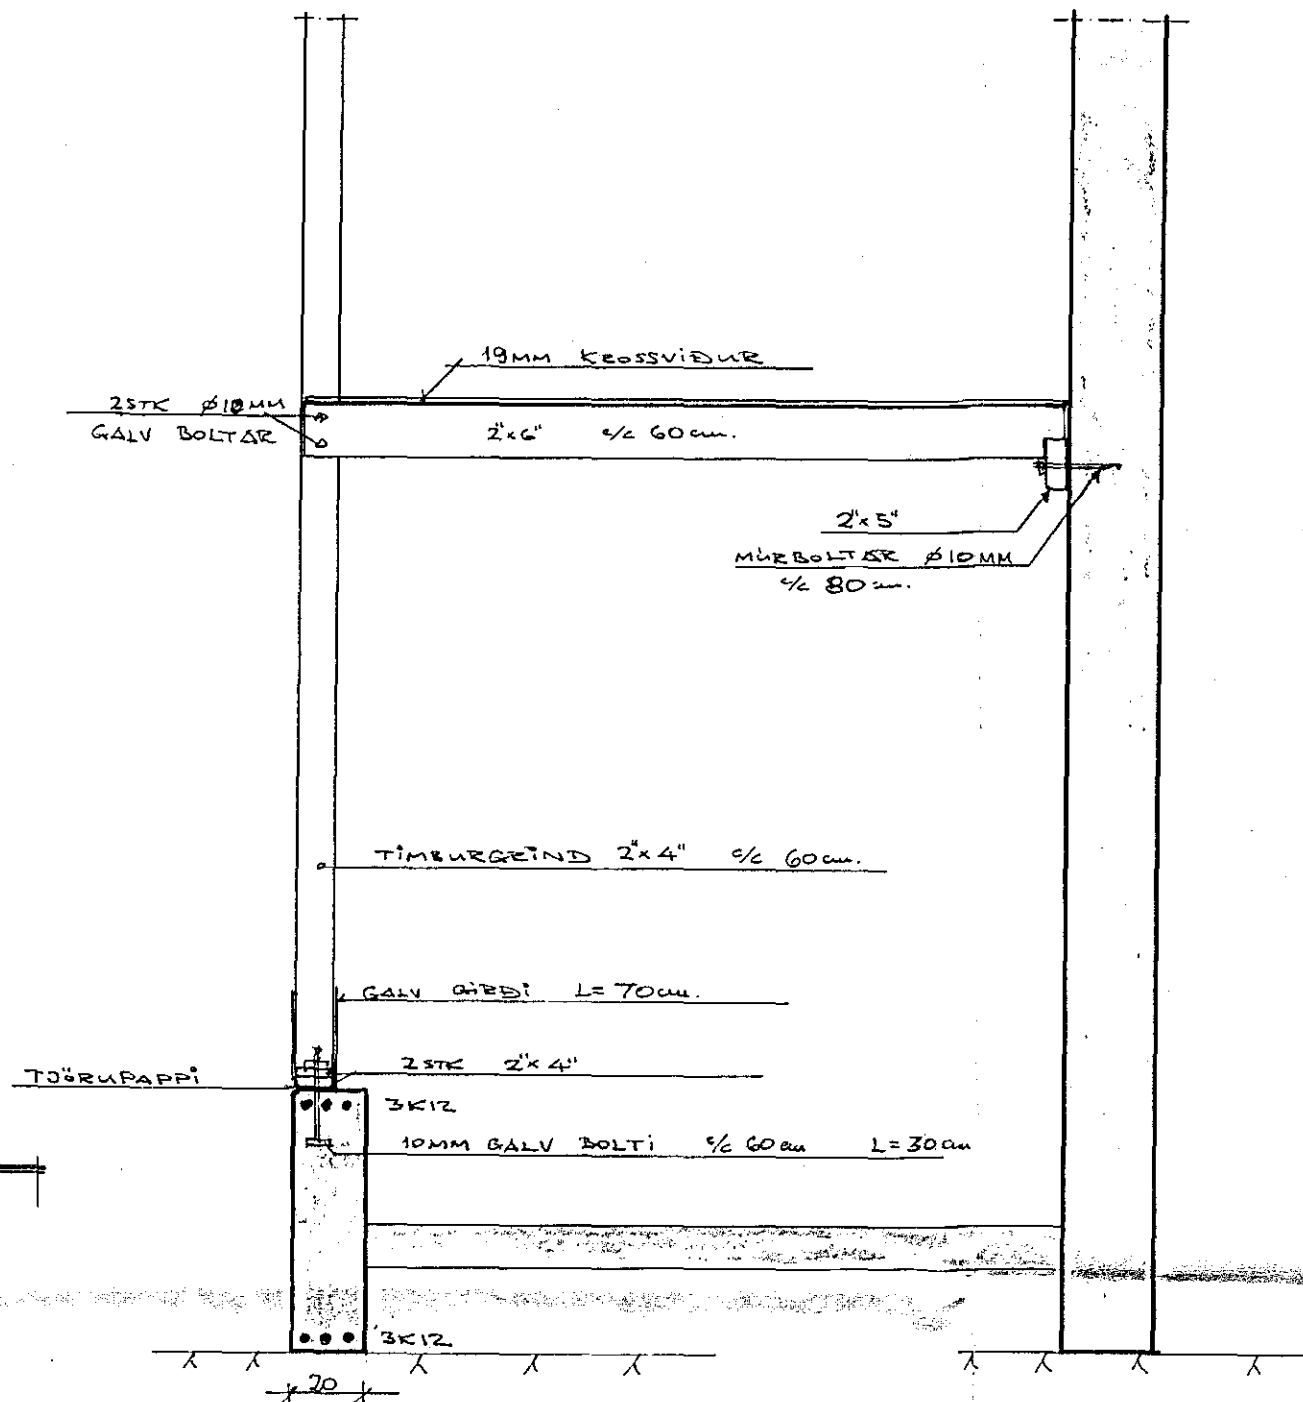 19MM KROSSVIÐUR
2STK Ø10MM
GALV BOLTAR
2"x6" c/c 60cm.
2"x5"
MÚRBOLTAR Ø10MM
c/c 80cm.
TIMBURGRIND 2"x4" c/c 60cm.
GALV GIRÐI L=70cm.
2STK 2"x4"
TJÖRUPAPPI
3K12
10MM GALV BOLTI c/c 60cm L=30cm
3K12
20